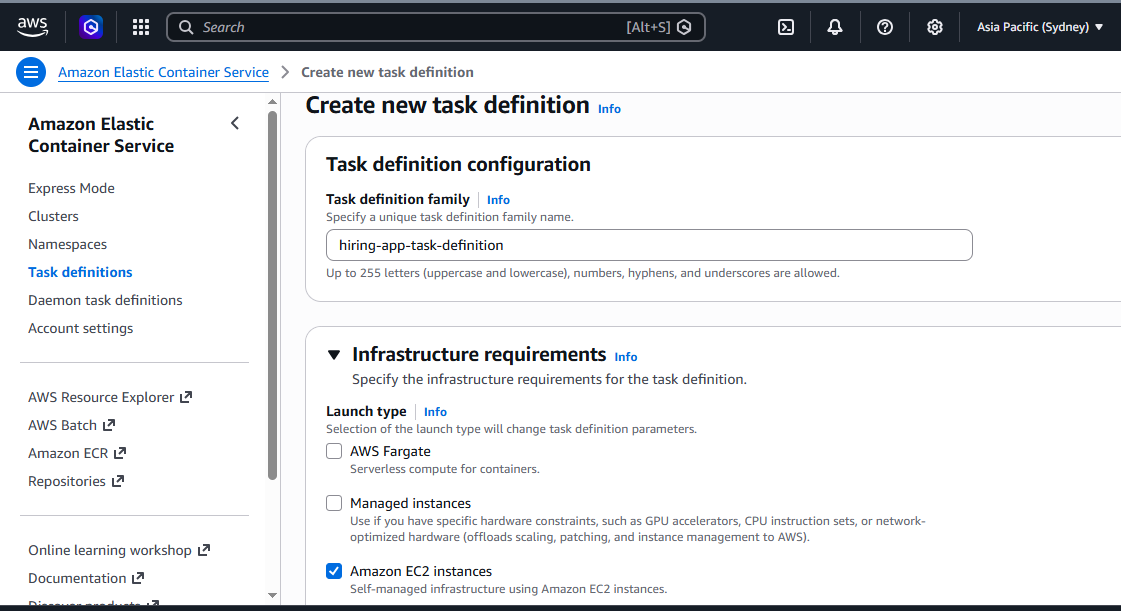 aws
Search
[Alt+S]
Asia Pacific (Sydney)
Amazon Elastic Container Service
Create new task definition
Amazon Elastic
Container Service
Express Mode
Clusters
Namespaces
Task definitions
Daemon task definitions
Account settings
AWS Resource Explorer
AWS Batch
Amazon ECR
Repositories
Online learning workshop
Documentation
Discover products
Create new task definition Info
Task definition configuration
Task definition family Info
Specify a unique task definition family name.
hiring-app-task-definition
Up to 255 letters (uppercase and lowercase), numbers, hyphens, and underscores are allowed.
Infrastructure requirements Info
Specify the infrastructure requirements for the task definition.
Launch type Info
Selection of the launch type will change task definition parameters.
AWS Fargate
Serverless compute for containers.
Managed instances
Use if you have specific hardware constraints, such as GPU accelerators, CPU instruction sets, or network-
optimized hardware (offloads scaling, patching, and instance management to AWS).
Amazon EC2 instances
Self-managed infrastructure using Amazon EC2 instances.